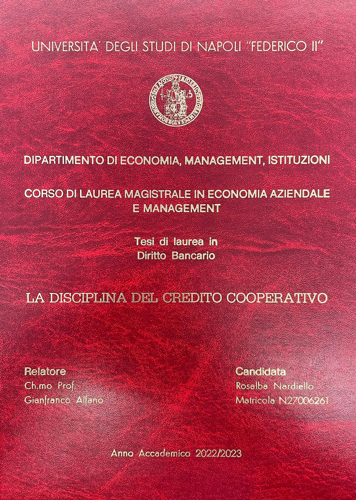 UNIVERSITA' DEGLI STUDI DI NAPOLI "FEDERICO II"
DIPARTIMENTO DI ECONOMIA, MANAGEMENT, ISTITUZIONI
CORSO DI LAUREA MAGISTRALE IN ECONOMIA AZIENDALE
E MANAGEMENT
Tesi di laurea in
Diritto Bancario
LA DISCIPLINA DEL CREDITO COOPERATIVO
Relatore
Ch.mo Prof.
Gianfranco Alfano
Candidata
Rosalba Nardiello
Matricola N27006261
Anno Accademico 2022/2023